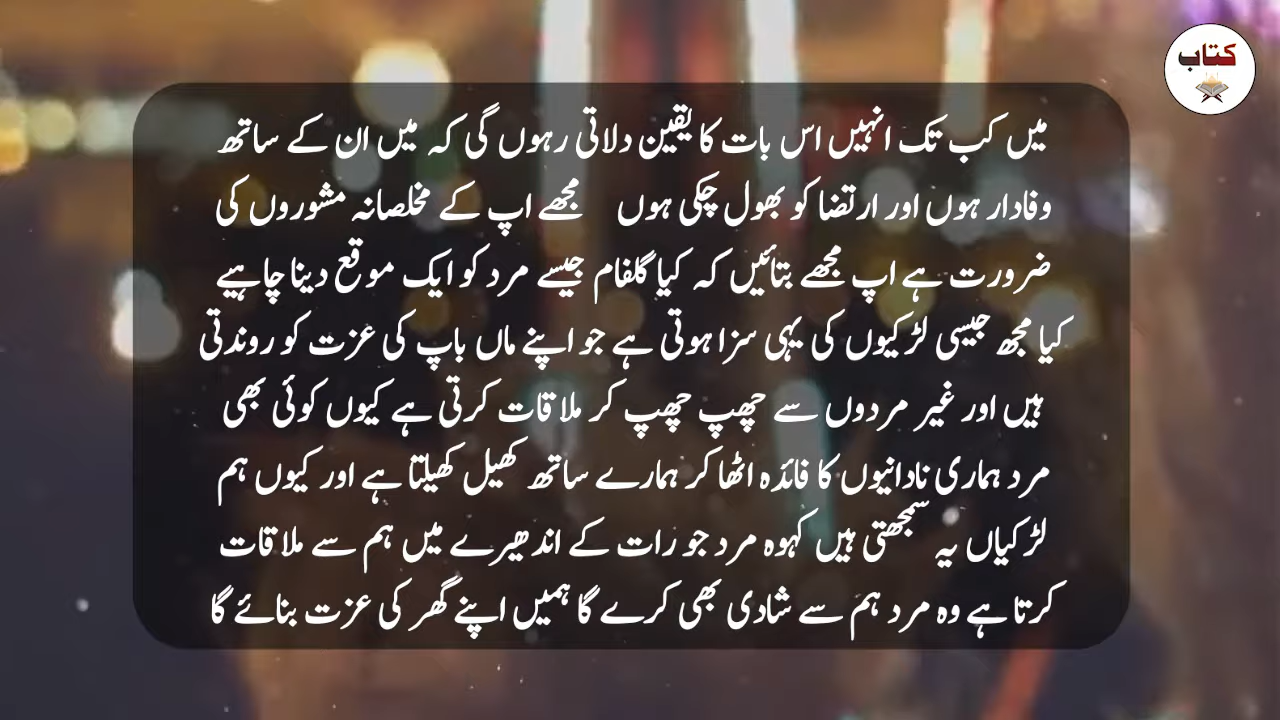 کتاب
میں کب تک انہیں اس بات کا یقین دلاتی رہوں گی کہ میں ان کے ساتھ
وفادار ہوں اور ارتضا کو بھول چکی ہوں مجھے اپ کے مخلصانہ مشوروں کی
ضرورت ہے اپ مجھے بتائیں کہ کیا گلفام جیسے مرد کو ایک موقع دینا چاہیے
کیا مجھ جیسی لڑکیوں کی یہی سزا ہوتی ہے جو اپنے ماں باپ کی عزت کو روندتی
ہیں اور غیر مردوں سے چھپ چھپ کر ملاقات کرتی ہے کیوں کوئی بھی
مرد ہماری نادانیوں کا فائدہ اٹھا کر ہمارے ساتھ کھیل کھیلتا ہے اور کیوں ہم
لڑکیاں یہ سمجھتی ہیں کہوہ مرد جو رات کے اندھیرے میں ہم سے ملاقات
کرتا ہے وہ مرد ہم سے شادی بھی کرے گا ہمیں اپنے گھر کی عزت بنائے گا